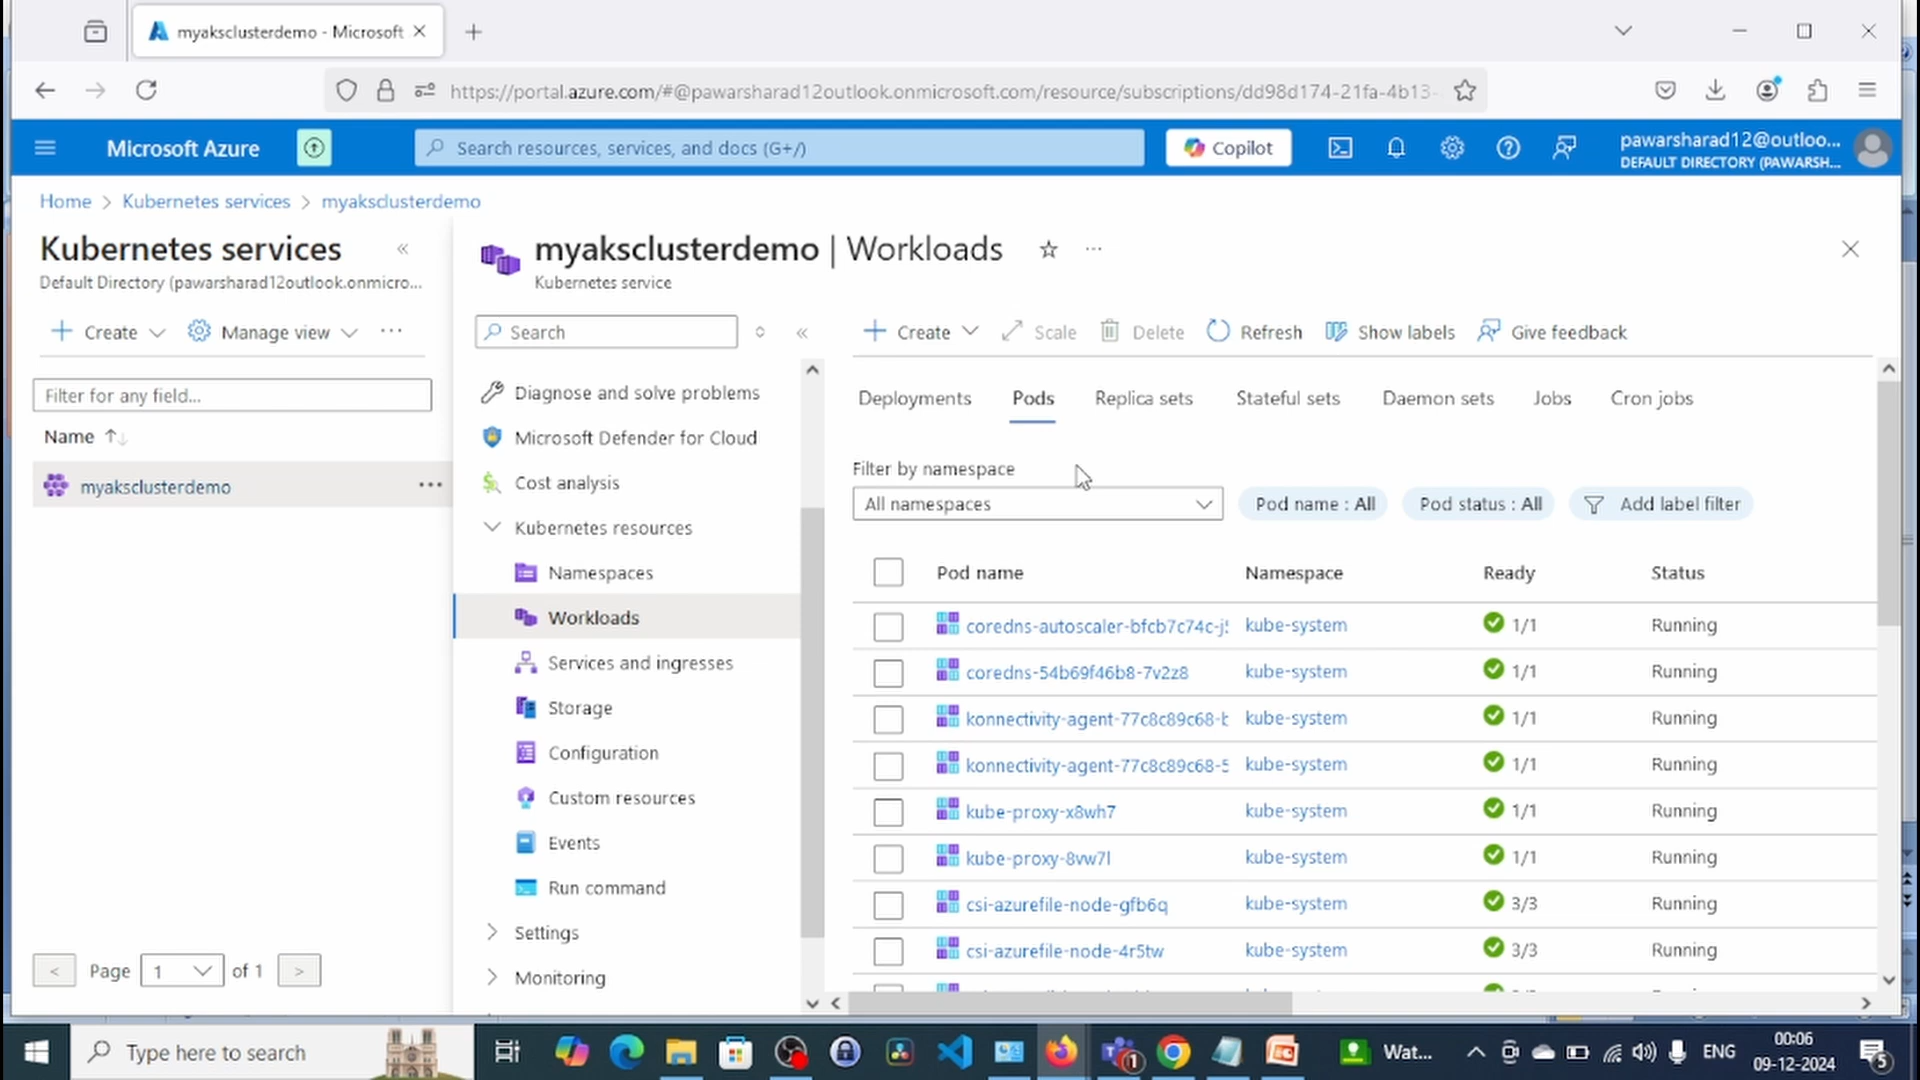 myaksclusterdemo - Microsoft
https://portal.azure.com/#@pawarsharad12outlook.onmicrosoft.com/resource/subscriptions/dd98d174-21fa-4b13-
Microsoft Azure
Search resources, services, and docs (G+/)
Copilot
pawarsharad12@outloo...
DEFAULT DIRECTORY (PAWARSH...
Home > Kubernetes services > myaksclusterdemo
Kubernetes services
Default Directory (pawarsharad12outlook.onmicro...
Create
Manage view
Filter for any field...
Name
myaksclusterdemo
Page 1 of 1
myaksclusterdemo | Workloads
Kubernetes service
Search
Diagnose and solve problems
Microsoft Defender for Cloud
Cost analysis
Kubernetes resources
Namespaces
Workloads
Services and ingresses
Storage
Configuration
Custom resources
Events
Run command
Settings
Monitoring
Create Scale Delete Refresh Show labels Give feedback
Deployments Pods Replica sets Stateful sets Daemon sets Jobs Cron jobs
Filter by namespace
All namespaces
Pod name : All
Pod status : All
Add label filter
Pod name Namespace Ready Status
coredns-autoscaler-bfcb7c74c-j kube-system 1/1 Running
coredns-54b69f46b8-7v2z8 kube-system 1/1 Running
konnectivity-agent-77c8c89c68- kube-system 1/1 Running
konnectivity-agent-77c8c89c68-5 kube-system 1/1 Running
kube-proxy-x8wh7 kube-system 1/1 Running
kube-proxy-8vw7l kube-system 1/1 Running
csi-azurefile-node-gfb6q kube-system 3/3 Running
csi-azurefile-node-4r5tw kube-system 3/3 Running
Type here to search
1
Wat...
ENG
00:06
09-12-2024
5